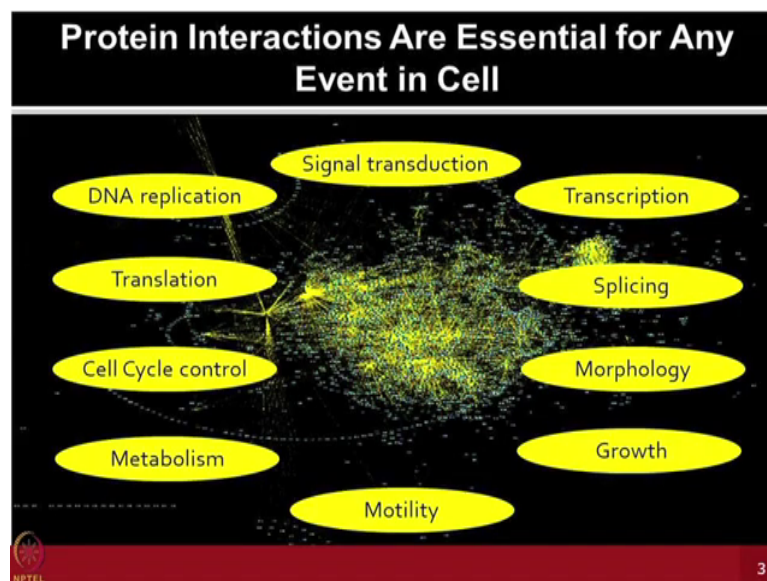 Protein Interactions Are Essential for Any
Event in Cell
Signal transduction
DNA replication
Transcription
Translation
Splicing
Cell Cycle control
Morphology
Metabolism
Growth
Motility
NPTEL
3